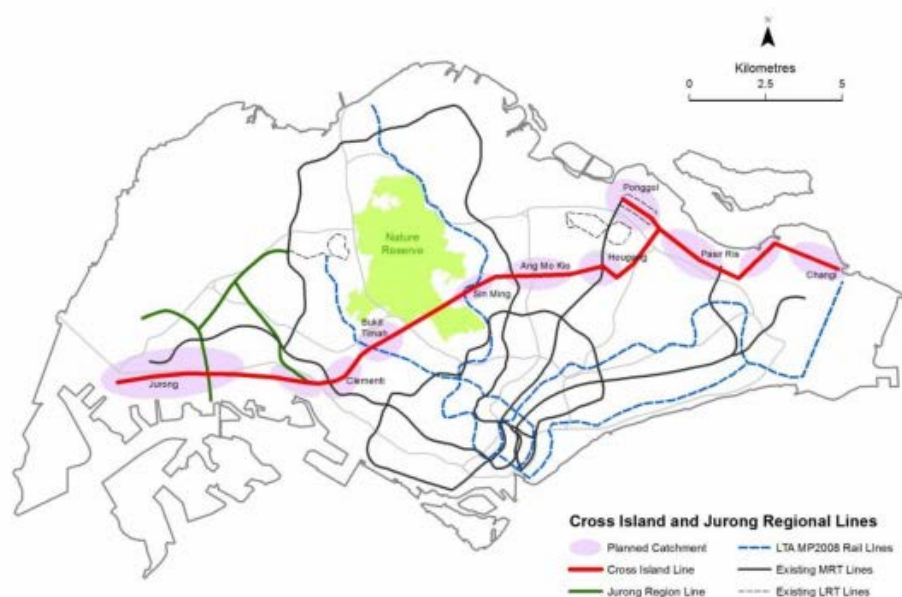 N
Kilometres
0 2.5 5
Ponggol
Nature
Reserve
Hougang
Pasir Ris
Ang Mo Kio
Changi
Sin Ming
Bukit
Timah
Jurong
Clementi
Cross Island and Jurong Regional Lines
Planned Catchment
LTA MP2008 Rail Lines
Cross Island Line
Existing MRT Lines
Jurong Region Line
Existing LRT Lines